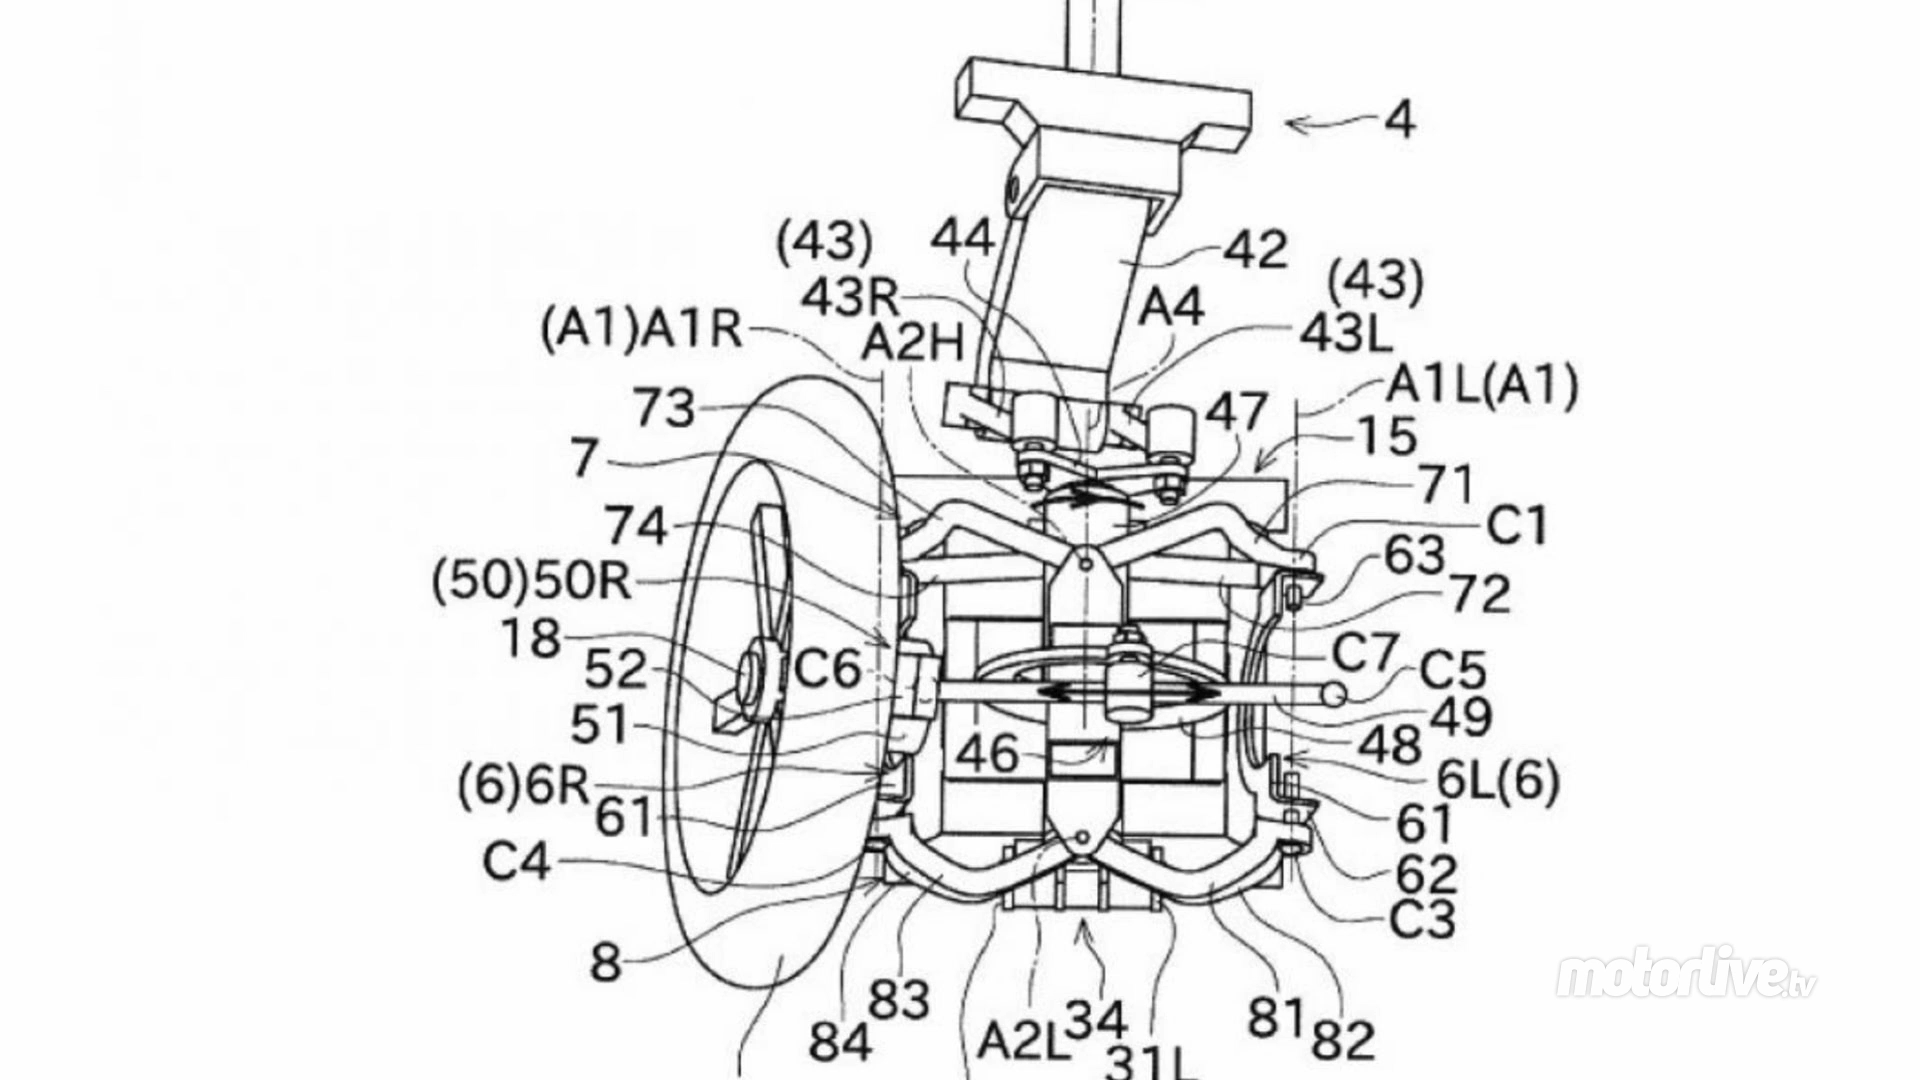 4
(43) 44 42 (43)
43R A4 43L
(A1)A1R A2H A1L(A1)
73 47 15
7 71
74 C1
63
(50)50R 72
18 C6 C7 C5
52
51 49
46 48
(6)6R 6L(6)
61 61
C4 62
C3
8
83 34 81
84 A2L 82
31L
motorlive.tv